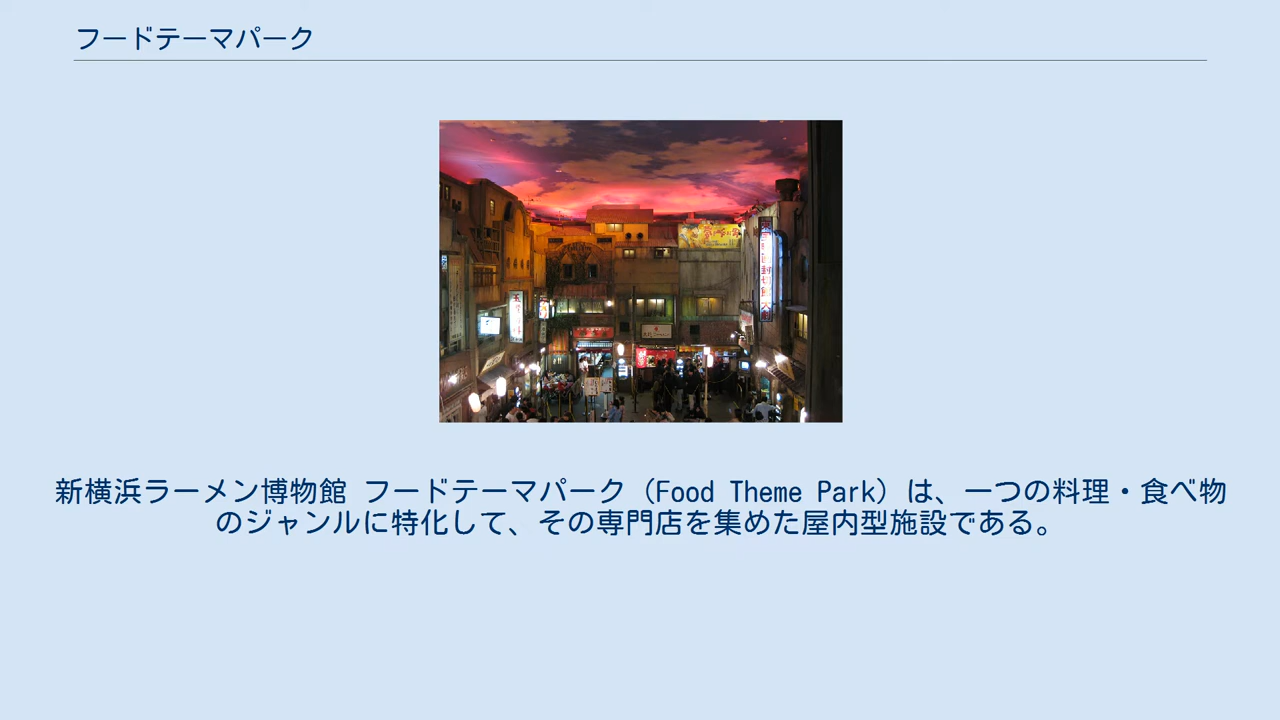 フードテーマパーク
新横浜ラーメン博物館 フードテーマパーク (Food Theme Park) は、一つの料理・食べ物
のジャンルに特化して、その専門店を集めた屋内型施設である。